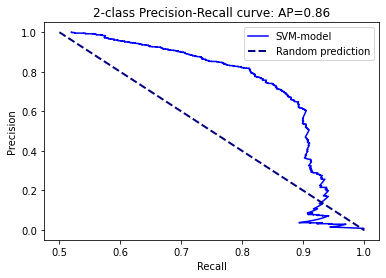 2-class Precision-Recall curve: AP=0.86
SVM-model
Random prediction
Precision
1.0
0.8
0.6
0.4
0.2
0.0
0.5
0.6
0.7
0.8
0.9
1.0
Recall